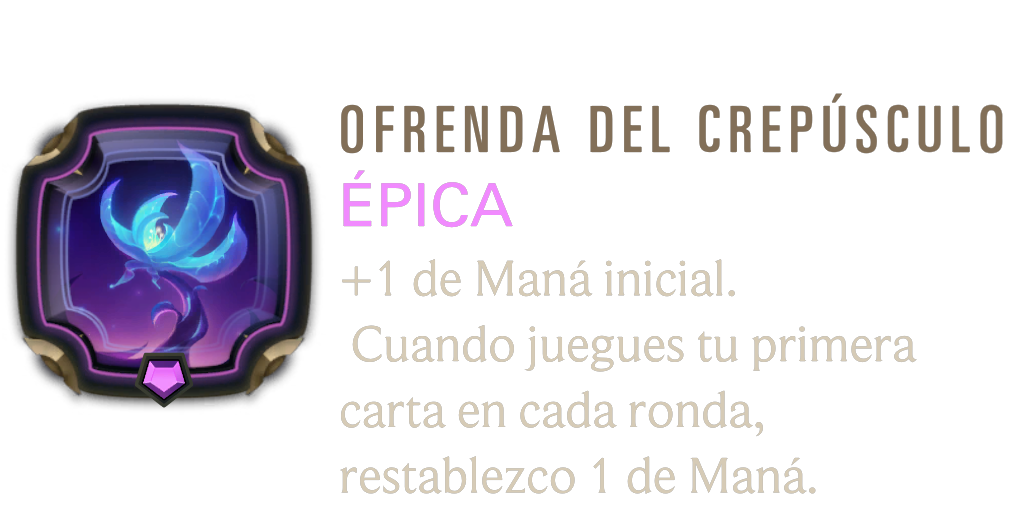 OFRENDA DEL CREPÚSCULO
ÉPICA
+1 de Maná inicial.
Cuando juegues tu primera
carta en cada ronda,
restablezco 1 de Maná.